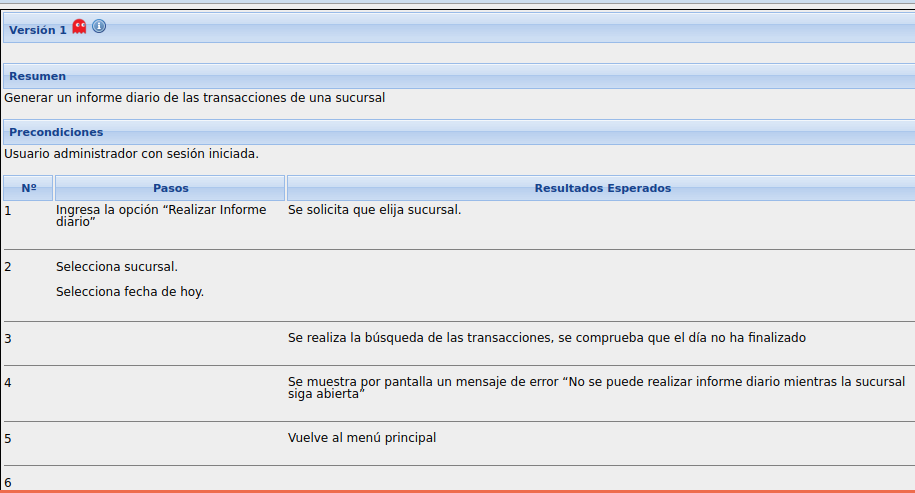 Versión 1
Resumen
Generar un informe diario de las transacciones de una sucursal
Precondiciones
Usuario administrador con sesión iniciada.
Nº Pasos Resultados Esperados
1 Ingresa la opción “Realizar Informe Se solicita que elija sucursal.
diario”
2 Selecciona sucursal.
Selecciona fecha de hoy.
3 Se realiza la búsqueda de las transacciones, se comprueba que el día no ha finalizado
4 Se muestra por pantalla un mensaje de error “No se puede realizar informe diario mientras la sucursal
siga abierta”
5 Vuelve al menú principal
6